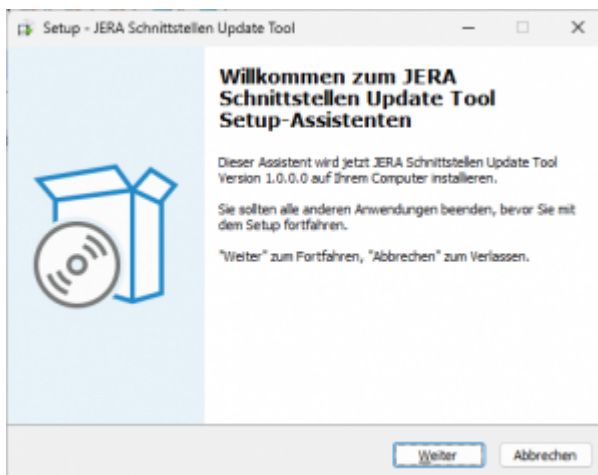 Setup - JERA Schnittstellen Update Tool
Willkommen zum JERA
Schnittstellen Update Tool
Setup-Assistenten
Dieser Assistent wird jetzt JERA Schnittstellen Update Tool
Version 1.0.0.0 auf Ihrem Computer installieren.
Sie sollten alle anderen Anwendungen beenden, bevor Sie mit
dem Setup fortfahren.
"Weiter" zum Fortfahren, "Abbrechen" zum Verlassen.
Weiter
Abbrechen